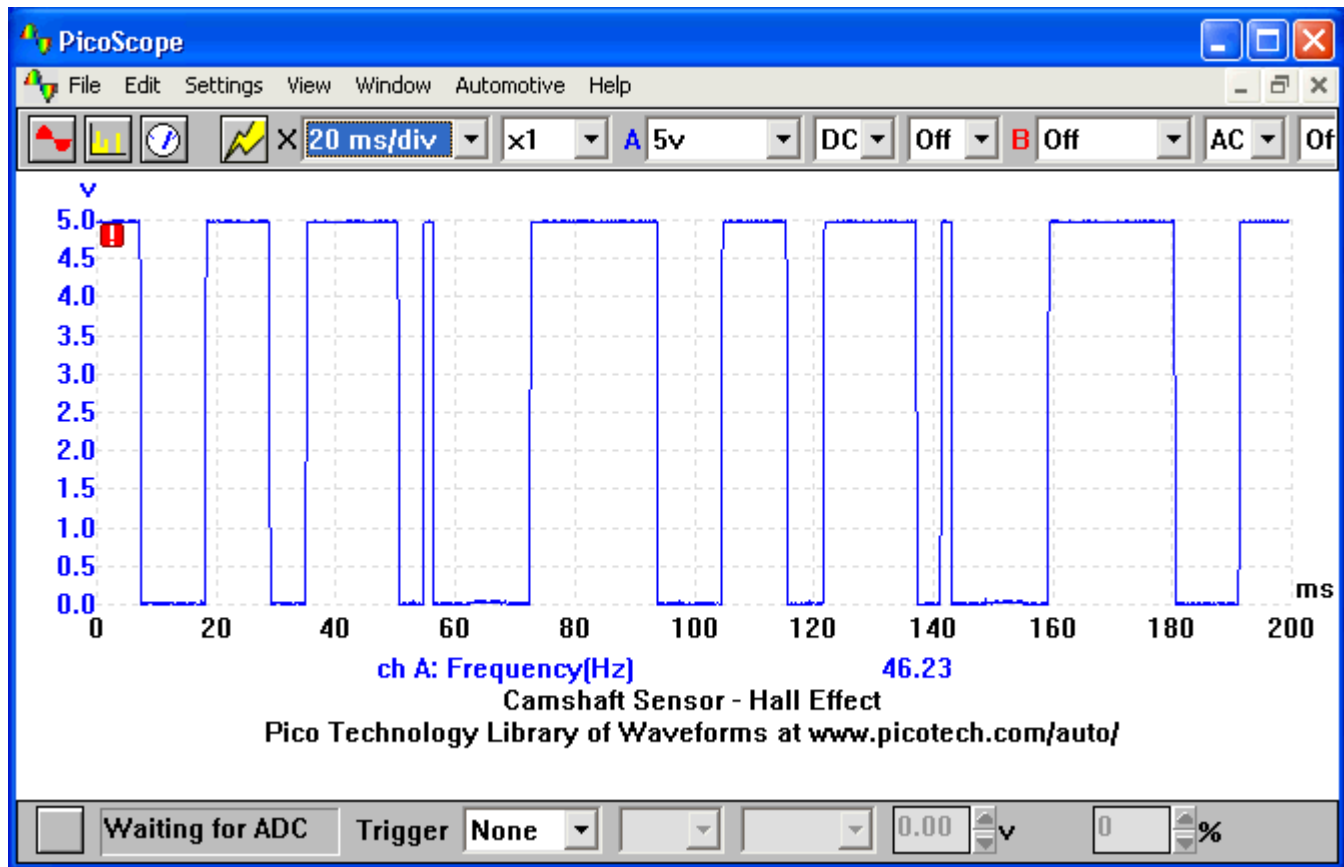 PicoScope
File Edit Settings View Window Automotive Help
X 20 ms/div x1 A 5v DC Off B Off AC Of
v
5.0
!
4.5
4.0
3.5
3.0
2.5
2.0
1.5
1.0
0.5
0.0
ms
0 20 40 60 80 100 120 140 160 180 200
ch A: Frequency(Hz) 46.23
Camshaft Sensor - Hall Effect
Pico Technology Library of Waveforms at www.picotech.com/auto/
Waiting for ADC Trigger None 0.00 v 0 %